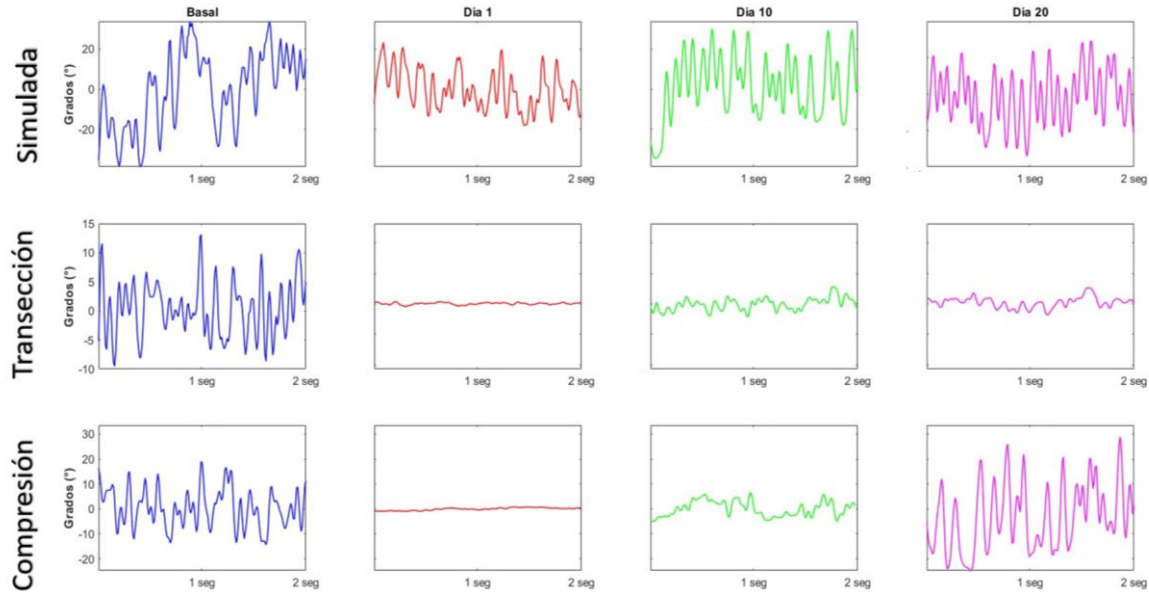 Basal
Dia 1
Dia 10
Dia 20
Simulada
Grados (°)
20
0
-20
1 seg
2 seg
1 seg
2 seg
1 seg
2 seg
1 seg
2 seg
Transección
Grados (°)
15
10
5
0
-5
-10
1 seg
2 seg
1 seg
2 seg
1 seg
2 seg
1 seg
2 seg
Compresión
Grados (°)
30
20
10
0
-10
-20
1 seg
2 seg
1 seg
2 seg
1 seg
2 seg
1 seg
2 seg